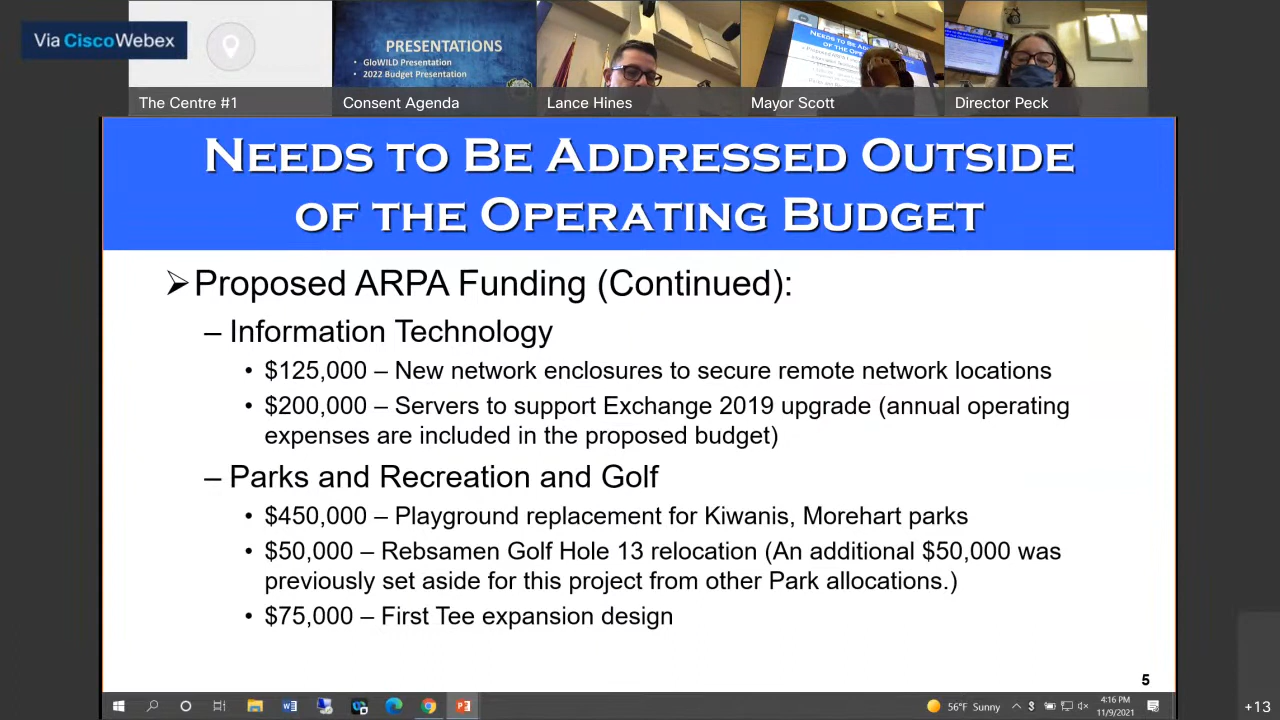 Via CiscoWebex
PRESENTATIONS
• GloWILD Presentation
• 2022 Budget Presentation
The Centre #1
Consent Agenda
Lance Hines
Mayor Scott
Director Peck
NEEDS TO BE ADDRESSED OUTSIDE
OF THE OPERATING BUDGET
➢Proposed ARPA Funding (Continued):
– Information Technology
• $125,000 – New network enclosures to secure remote network locations
• $200,000 – Servers to support Exchange 2019 upgrade (annual operating
expenses are included in the proposed budget)
– Parks and Recreation and Golf
• $450,000 – Playground replacement for Kiwanis, Morehart parks
• $50,000 – Rebsamen Golf Hole 13 relocation (An additional $50,000 was
previously set aside for this project from other Park allocations.)
• $75,000 – First Tee expansion design
5
56°F Sunny
4:16 PM
11/9/2021
+13